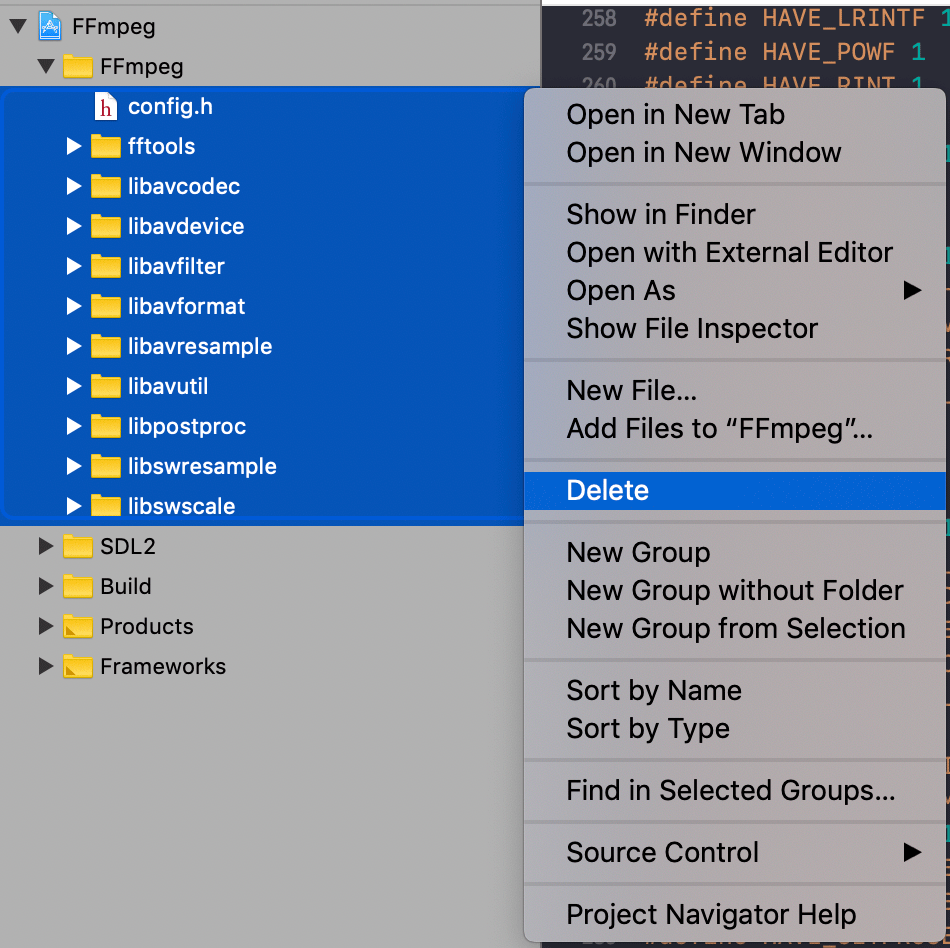 FFmpeg
FFmpeg
h config.h
fftools
libavcodec
libavdevice
libavfilter
libavformat
libavresample
libavutil
libpostproc
libswresample
libswscale
SDL2
Build
Products
Frameworks
258 #define HAVE_LRINTF 1
259 #define HAVE_POWF 1
260 #define HAVE_RINT 1
Open in New Tab
Open in New Window
Show in Finder
Open with External Editor
Open As
Show File Inspector
New File...
Add Files to “FFmpeg”...
Delete
New Group
New Group without Folder
New Group from Selection
Sort by Name
Sort by Type
Find in Selected Groups...
Source Control
Project Navigator Help